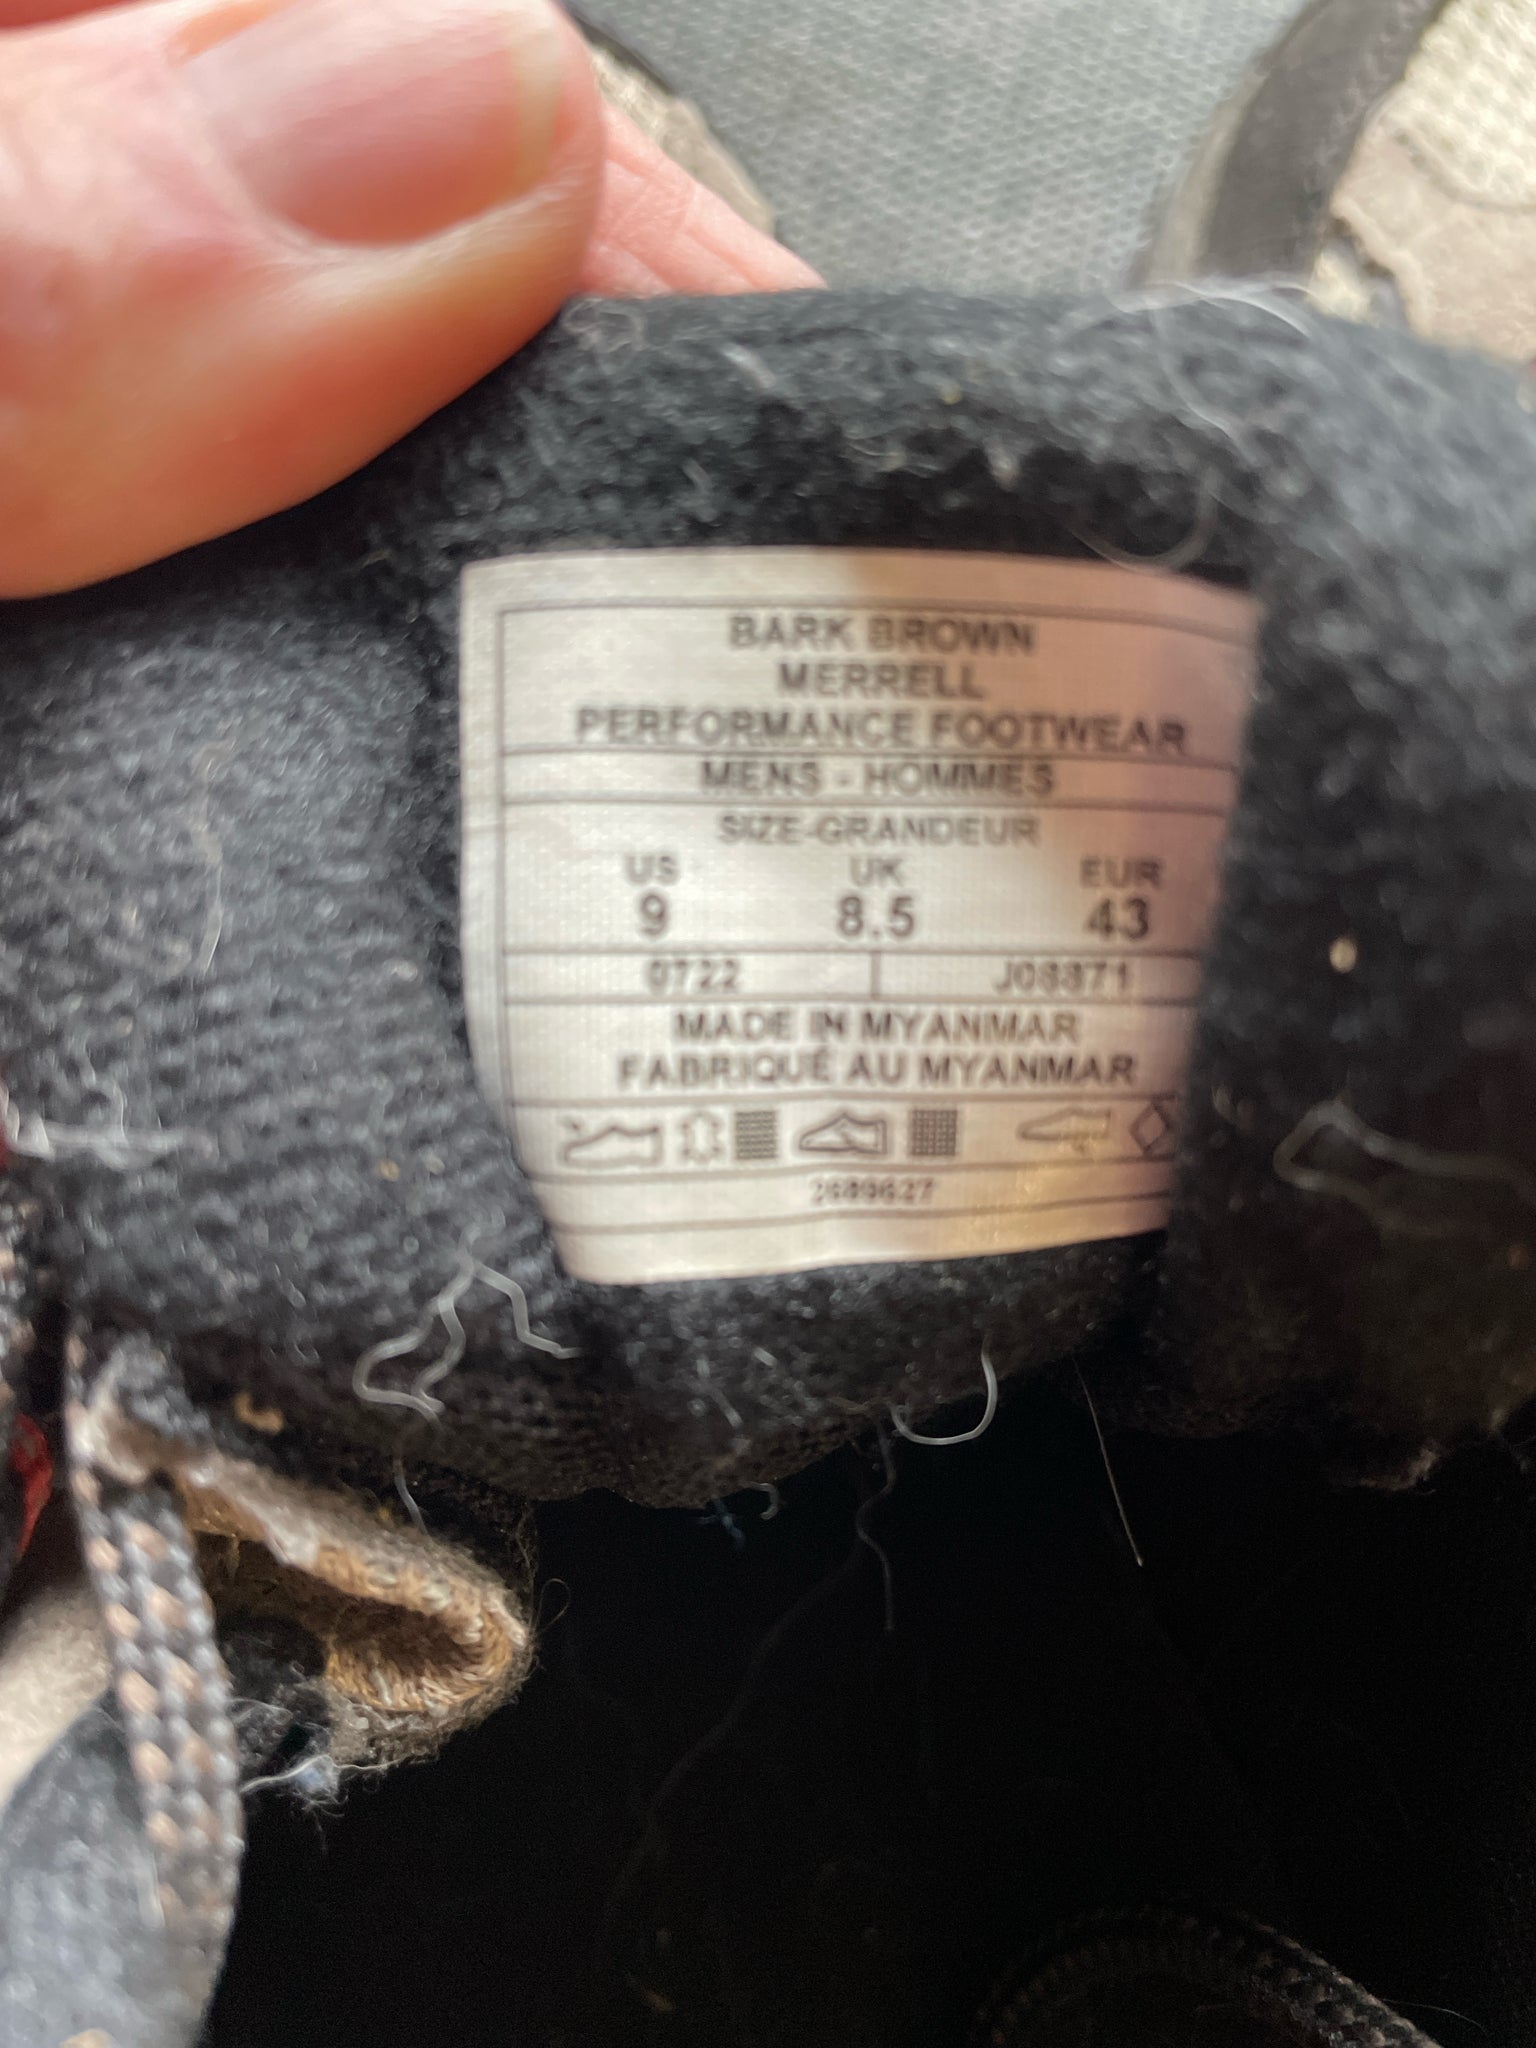 BARK BROWN
MERRELL
PERFORMANCE FOOTWEAR
MENS - HOMMES
SIZE-GRANDEUR
US UK EUR
9 8.5 43
0722 J08871
MADE IN MYANMAR
FABRIQUÉ AU MYANMAR
2689627